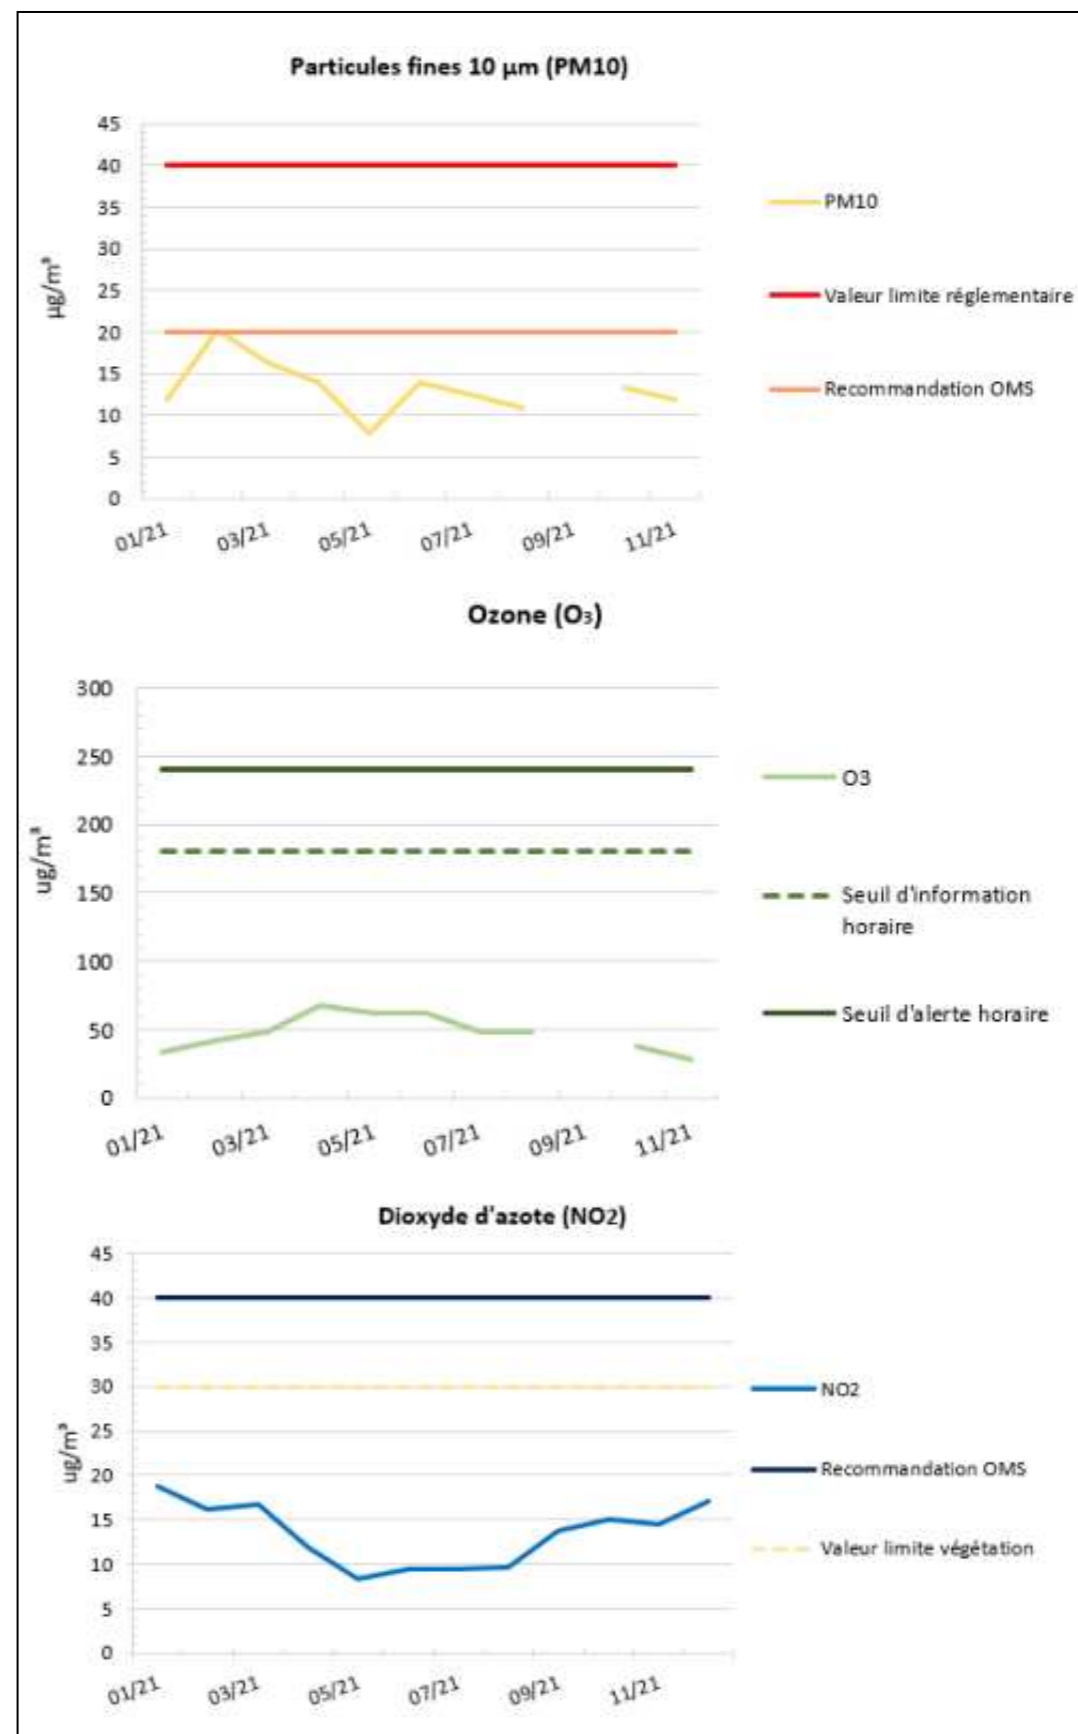 Particules fines 10 µm (PM10)
45
40
35
30
25
20
15
10
5
0
µg/m³
01/21
03/21
05/21
07/21
09/21
11/21
PM10
Valeur limite réglementaire
Recommandation OMS
Ozone (O₃)
300
250
200
150
100
50
0
ug/m³
01/21
03/21
05/21
07/21
09/21
11/21
O3
Seuil d'information
horaire
Seuil d'alerte horaire
Dioxyde d'azote (NO2)
45
40
35
30
25
20
15
10
5
0
ug/m³
01/21
03/21
05/21
07/21
09/21
11/21
NO2
Recommandation OMS
Valeur limite végétation